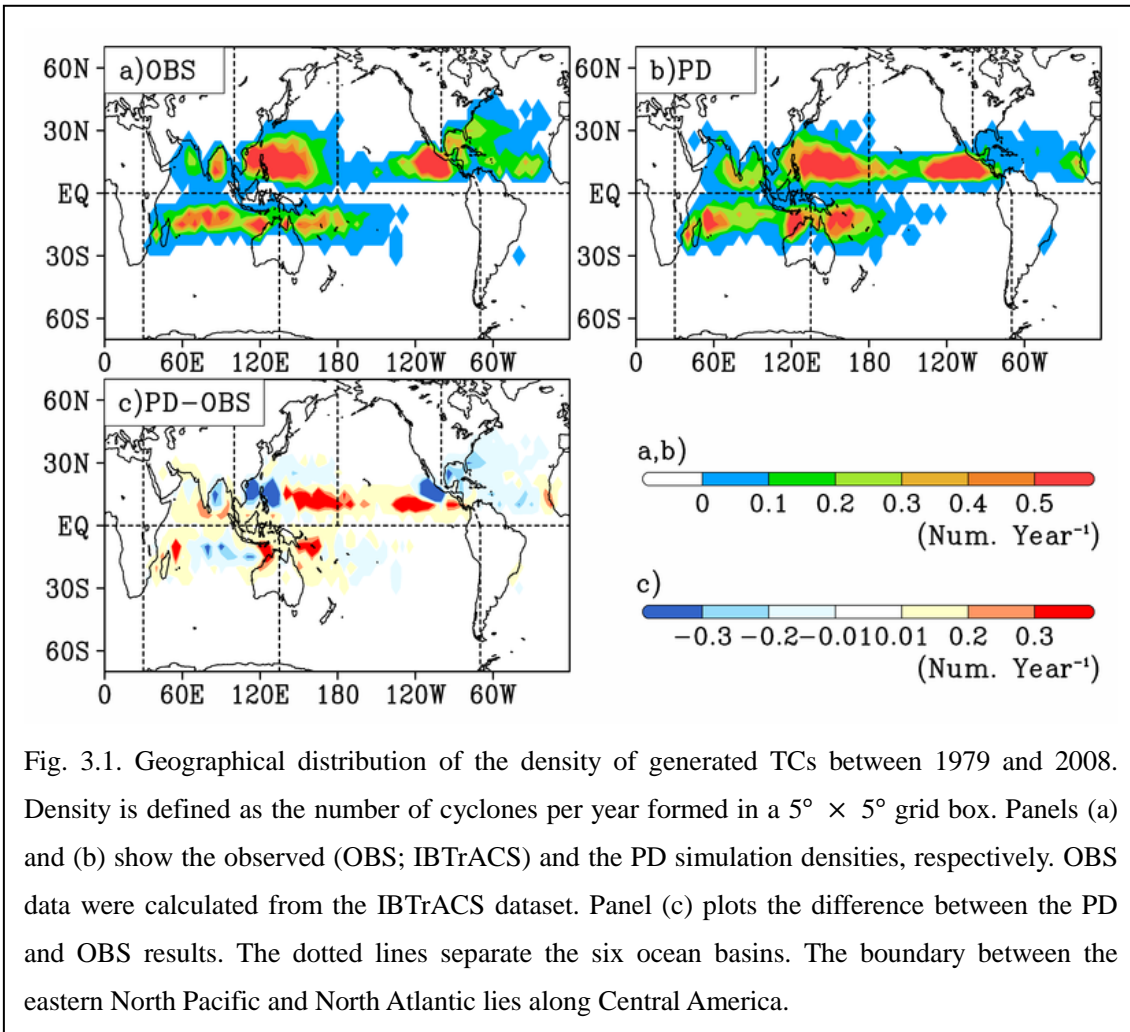 60N
30N
EQ
30S
60S
a)OBS
0 60E 120E 180 120W 60W
60N
30N
EQ
30S
60S
b)PD
0 60E 120E 180 120W 60W
60N
30N
EQ
30S
60S
c)PD−OBS
0 60E 120E 180 120W 60W
a,b)
0 0.1 0.2 0.3 0.4 0.5
(Num. Year⁻¹)
c)
−0.3 −0.2 −0.01 0.01 0.2 0.3
(Num. Year⁻¹)
Fig. 3.1. Geographical distribution of the density of generated TCs between 1979 and 2008.
Density is defined as the number of cyclones per year formed in a 5° × 5° grid box. Panels (a)
and (b) show the observed (OBS; IBTrACS) and the PD simulation densities, respectively. OBS
data were calculated from the IBTrACS dataset. Panel (c) plots the difference between the PD
and OBS results. The dotted lines separate the six ocean basins. The boundary between the
eastern North Pacific and North Atlantic lies along Central America.